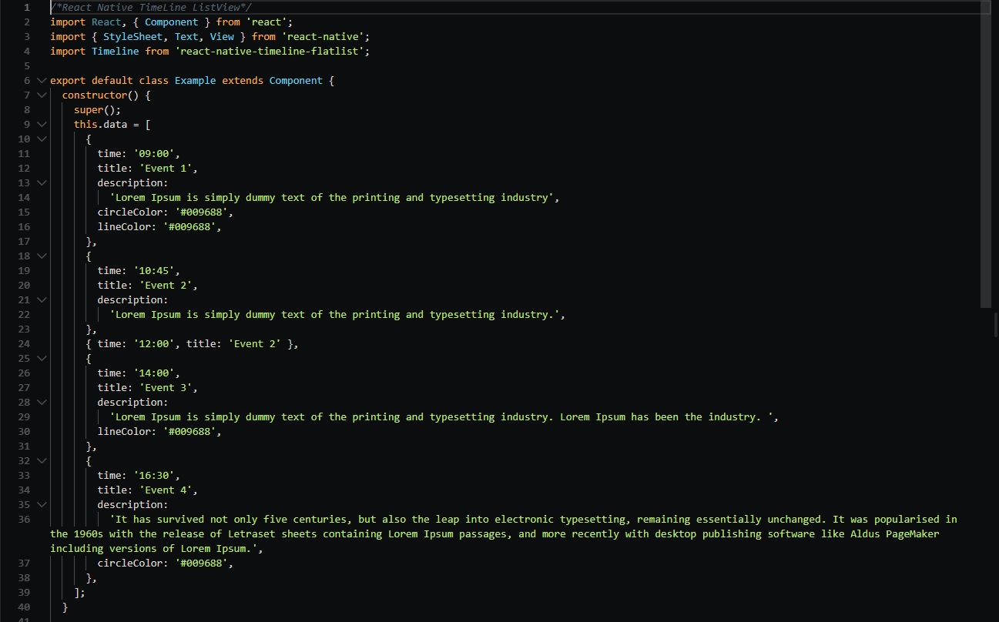 1 /*React Native TimeLine ListView*/
2 import React, { Component } from 'react';
3 import { StyleSheet, Text, View } from 'react-native';
4 import Timeline from 'react-native-timeline-flatlist';
5
6 export default class Example extends Component {
7 constructor() {
8 super();
9 this.data = [
10 {
11 time: '09:00',
12 title: 'Event 1',
13 description:
14 'Lorem Ipsum is simply dummy text of the printing and typesetting industry',
15 circleColor: '#009688',
16 lineColor: '#009688',
17 },
18 {
19 time: '10:45',
20 title: 'Event 2',
21 description:
22 'Lorem Ipsum is simply dummy text of the printing and typesetting industry.',
23 },
24 { time: '12:00', title: 'Event 2' },
25 {
26 time: '14:00',
27 title: 'Event 3',
28 description:
29 'Lorem Ipsum is simply dummy text of the printing and typesetting industry. Lorem Ipsum has been the industry. ',
30 lineColor: '#009688',
31 },
32 {
33 time: '16:30',
34 title: 'Event 4',
35 description:
36 'It has survived not only five centuries, but also the leap into electronic typesetting, remaining essentially unchanged. It was popularised in
the 1960s with the release of Letraset sheets containing Lorem Ipsum passages, and more recently with desktop publishing software like Aldus PageMaker
including versions of Lorem Ipsum.',
37 circleColor: '#009688',
38 },
39 ];
40 }
41